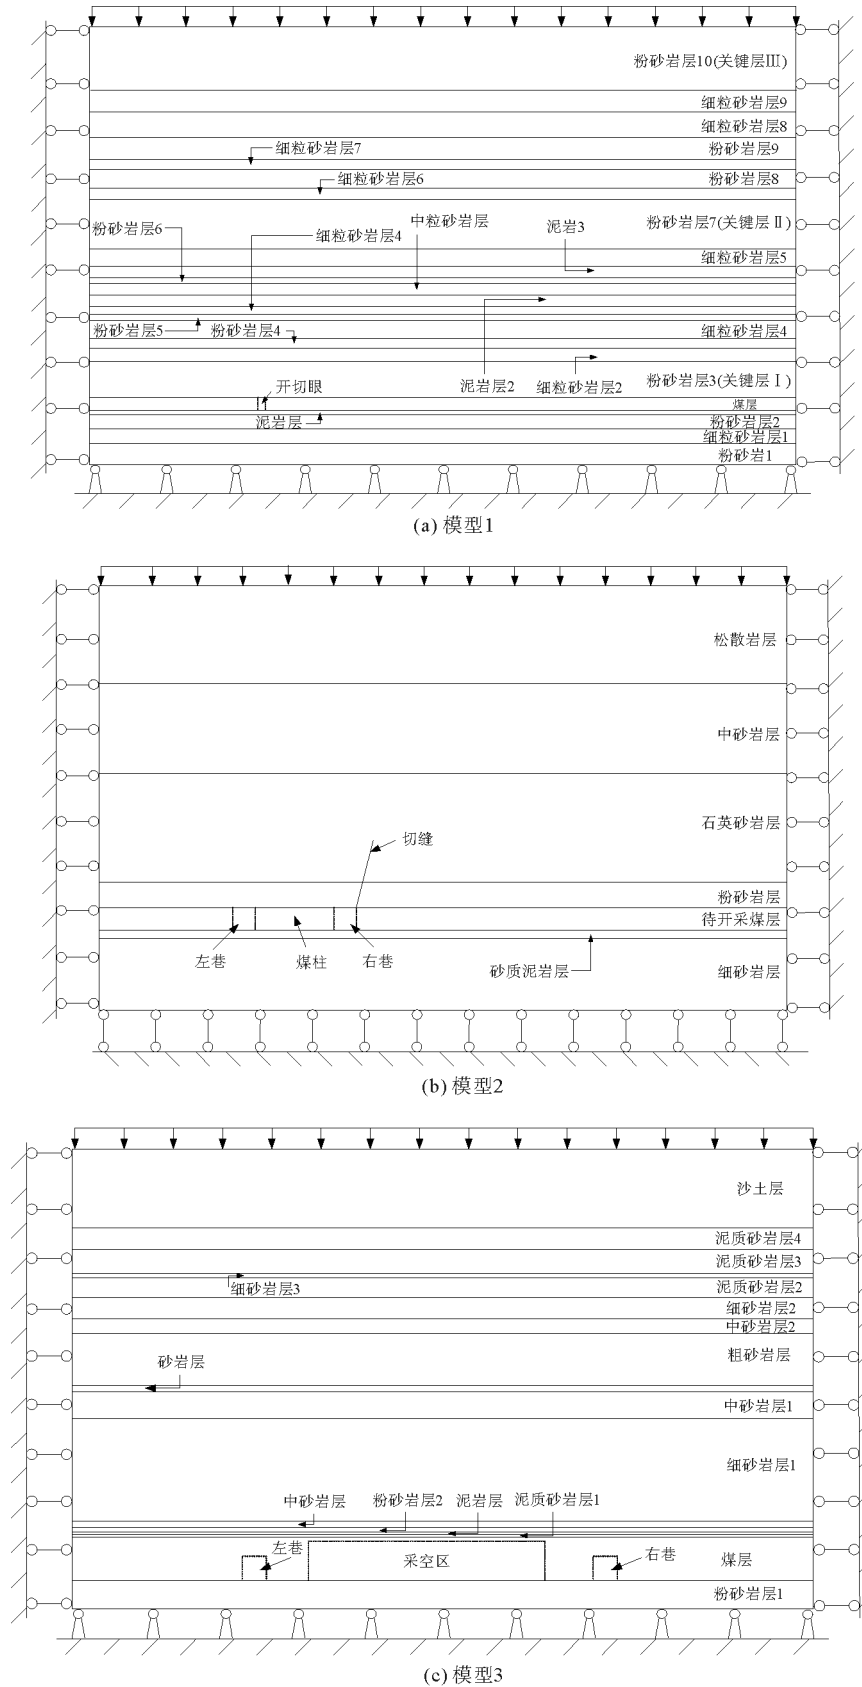 粉砂岩层10(关键层Ⅲ)
细粒砂岩层9
细粒砂岩层8
细粒砂岩层7
粉砂岩层9
细粒砂岩层6
粉砂岩层8
中粒砂岩层
泥岩3
粉砂岩层7(关键层Ⅱ)
粉砂岩层6
细粒砂岩层4
细粒砂岩层5
粉砂岩层5
粉砂岩层4
细粒砂岩层4
泥岩层2
细粒砂岩层2
粉砂岩层3(关键层Ⅰ)
开切眼
煤层
泥岩层
粉砂岩层2
细粒砂岩层1
粉砂岩1
(a) 模型1
松散岩层
中砂岩层
石英砂岩层
切缝
粉砂岩层
待开采煤层
左巷
煤柱
右巷
砂质泥岩层
细砂岩层
(b) 模型2
沙土层
泥质砂岩层4
泥质砂岩层3
细砂岩层3
泥质砂岩层2
细砂岩层2
中砂岩层2
粗砂岩层
砂岩层
中砂岩层1
细砂岩层1
中砂岩层
粉砂岩层2
泥岩层
泥质砂岩层1
左巷
采空区
右巷
煤层
粉砂岩层1
(c) 模型3